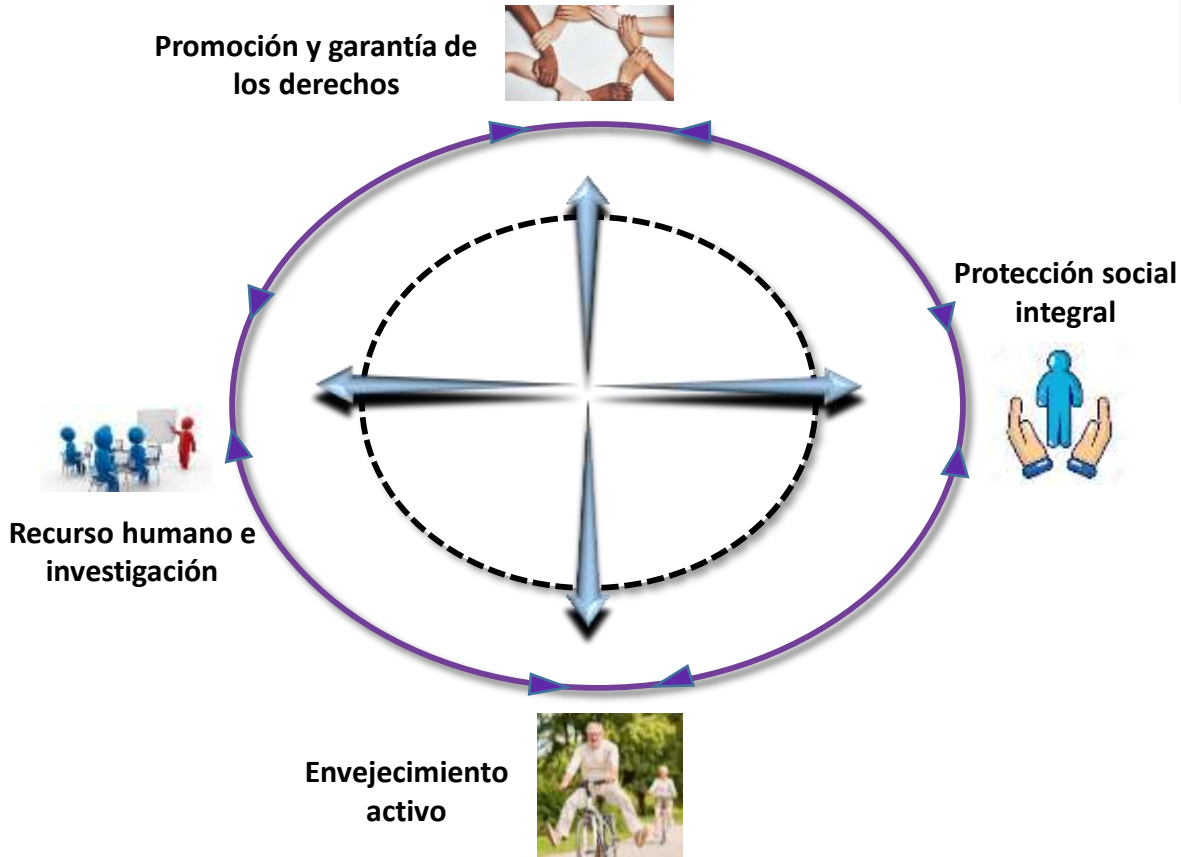 Promoción y garantía de
los derechos
Protección social
integral
Recurso humano e
investigación
Envejecimiento
activo